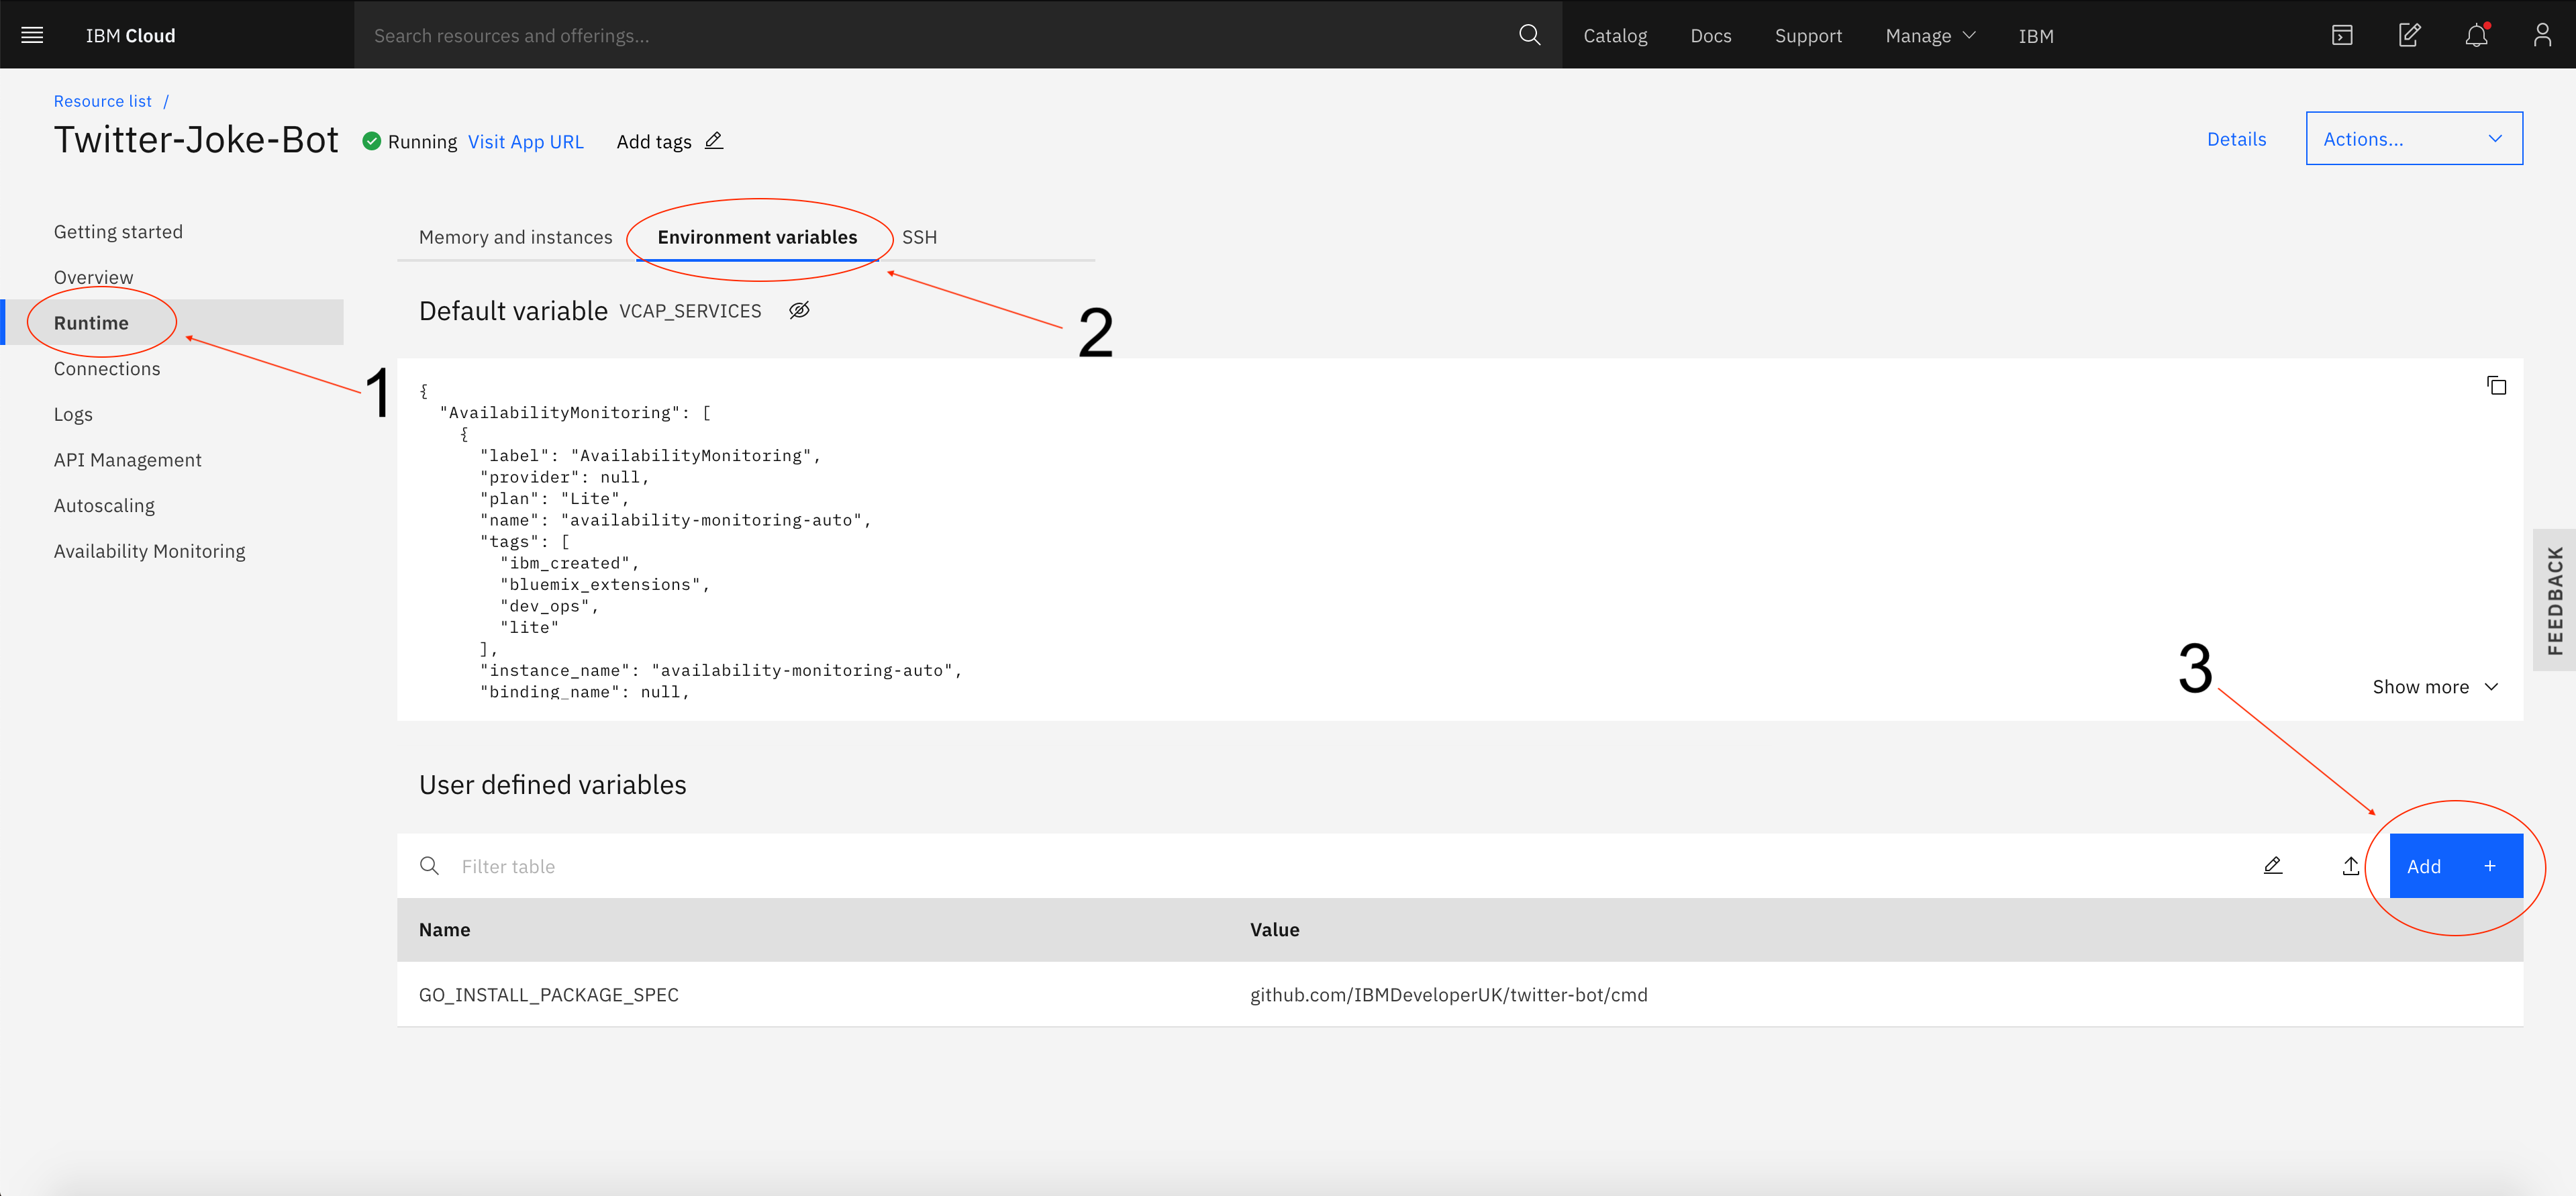 IBM Cloud
Search resources and offerings...
Catalog
Docs
Support
Manage
IBM
Resource list /
Twitter-Joke-Bot
Running
Visit App URL
Add tags
Details
Actions...
Getting started
Overview
Runtime
Connections
Logs
API Management
Autoscaling
Availability Monitoring
1
Memory and instances
Environment variables
SSH
2
Default variable VCAP_SERVICES
{
"AvailabilityMonitoring": [
{
"label": "AvailabilityMonitoring",
"provider": null,
"plan": "Lite",
"name": "availability-monitoring-auto",
"tags": [
"ibm_created",
"bluemix_extensions",
"dev_ops",
"lite"
],
"instance_name": "availability-monitoring-auto",
"binding_name": null,
Show more
3
FEEDBACK
User defined variables
Filter table
Add +
Name
Value
GO_INSTALL_PACKAGE_SPEC
github.com/IBMDeveloperUK/twitter-bot/cmd